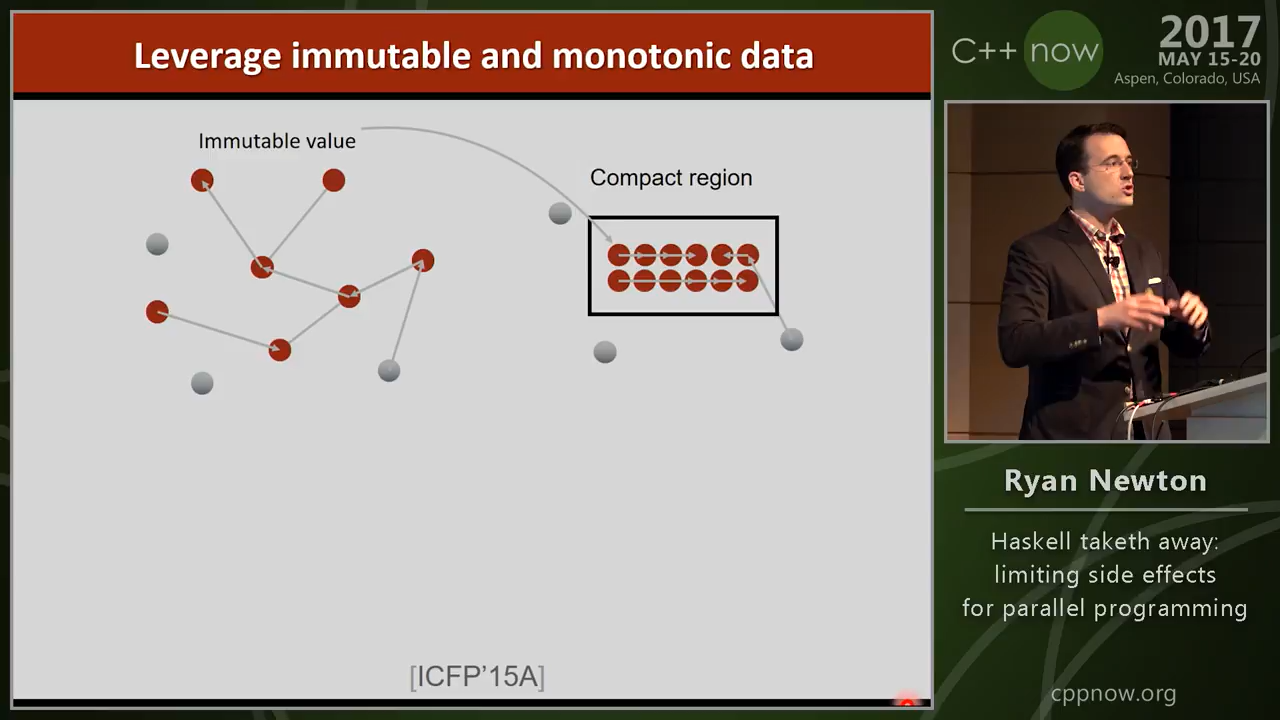 Leverage immutable and monotonic data
Immutable value
Compact region
[ICFP'15A]
C++ now
2017
MAY 15-20
Aspen, Colorado, USA
Ryan Newton
Haskell taketh away:
limiting side effects
for parallel programming
cppnow.org